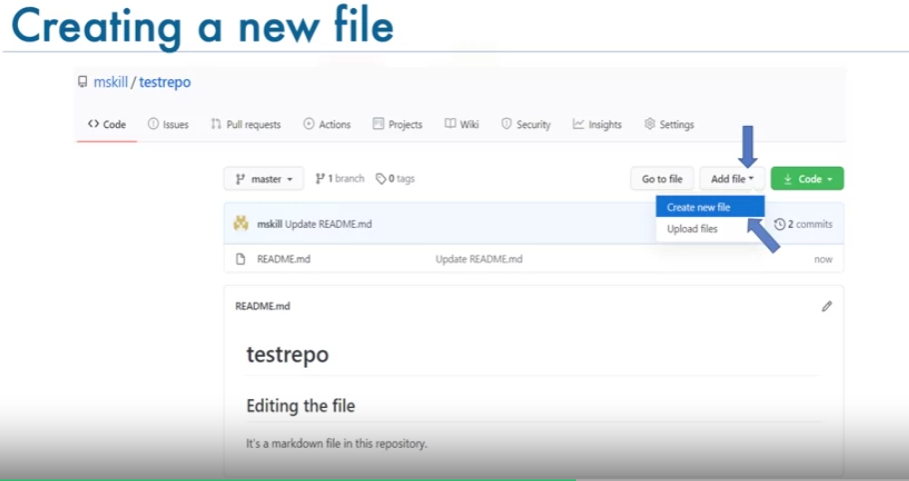 Creating a new file
mskill / testrepo
<> Code Issues Pull requests Actions Projects Wiki Security Insights Settings
master 1 branch 0 tags Go to file Add file Code
Create new file
Upload files
mskill Update README.md 2 commits
README.md Update README.md now
README.md
testrepo
Editing the file
It's a markdown file in this repository.